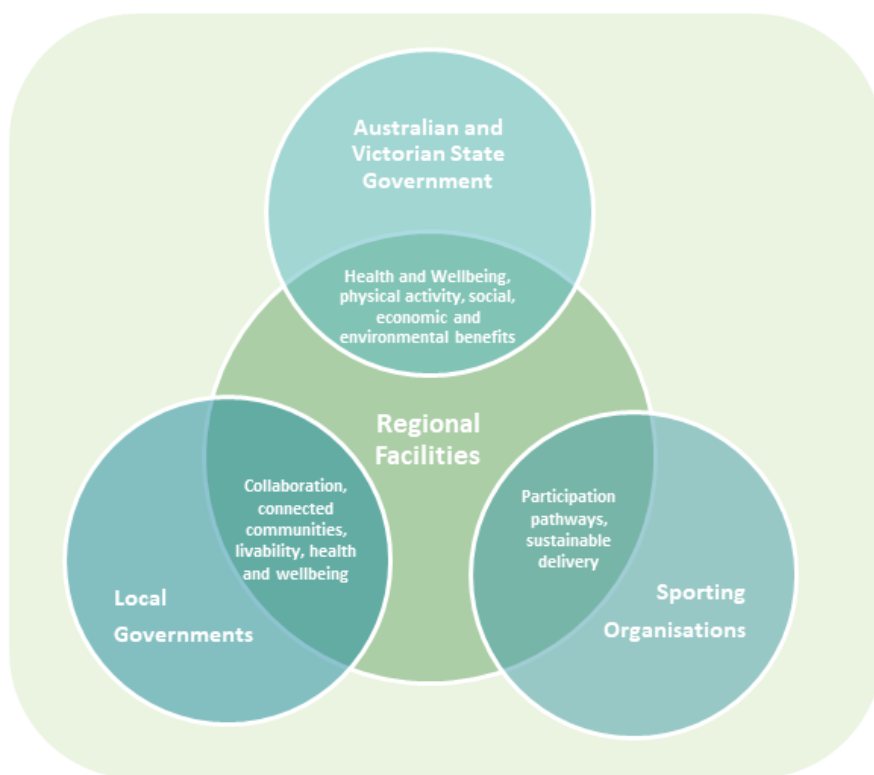 Australian and
Victorian State
Government
Health and Wellbeing,
physical activity, social,
economic and
environmental benefits
Regional
Facilities
Collaboration,
connected
communities,
livability, health
and wellbeing
Participation
pathways,
sustainable
delivery
Local
Governments
Sporting
Organisations